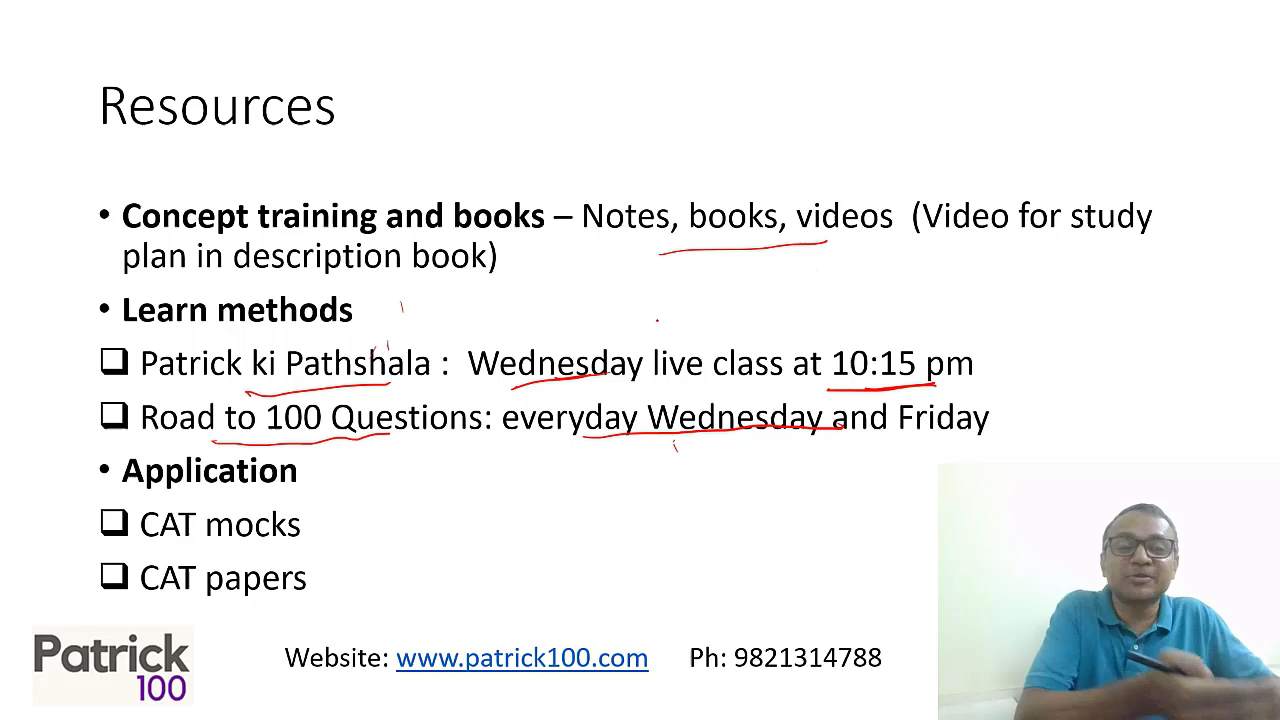 Resources
• Concept training and books – Notes, books, videos (Video for study
plan in description book)
• Learn methods
❑ Patrick ki Pathshala : Wednesday live class at 10:15 pm
❑ Road to 100 Questions: everyday Wednesday and Friday
• Application
❑ CAT mocks
❑ CAT papers
Patrick
100
Website: www.patrick100.com Ph: 9821314788